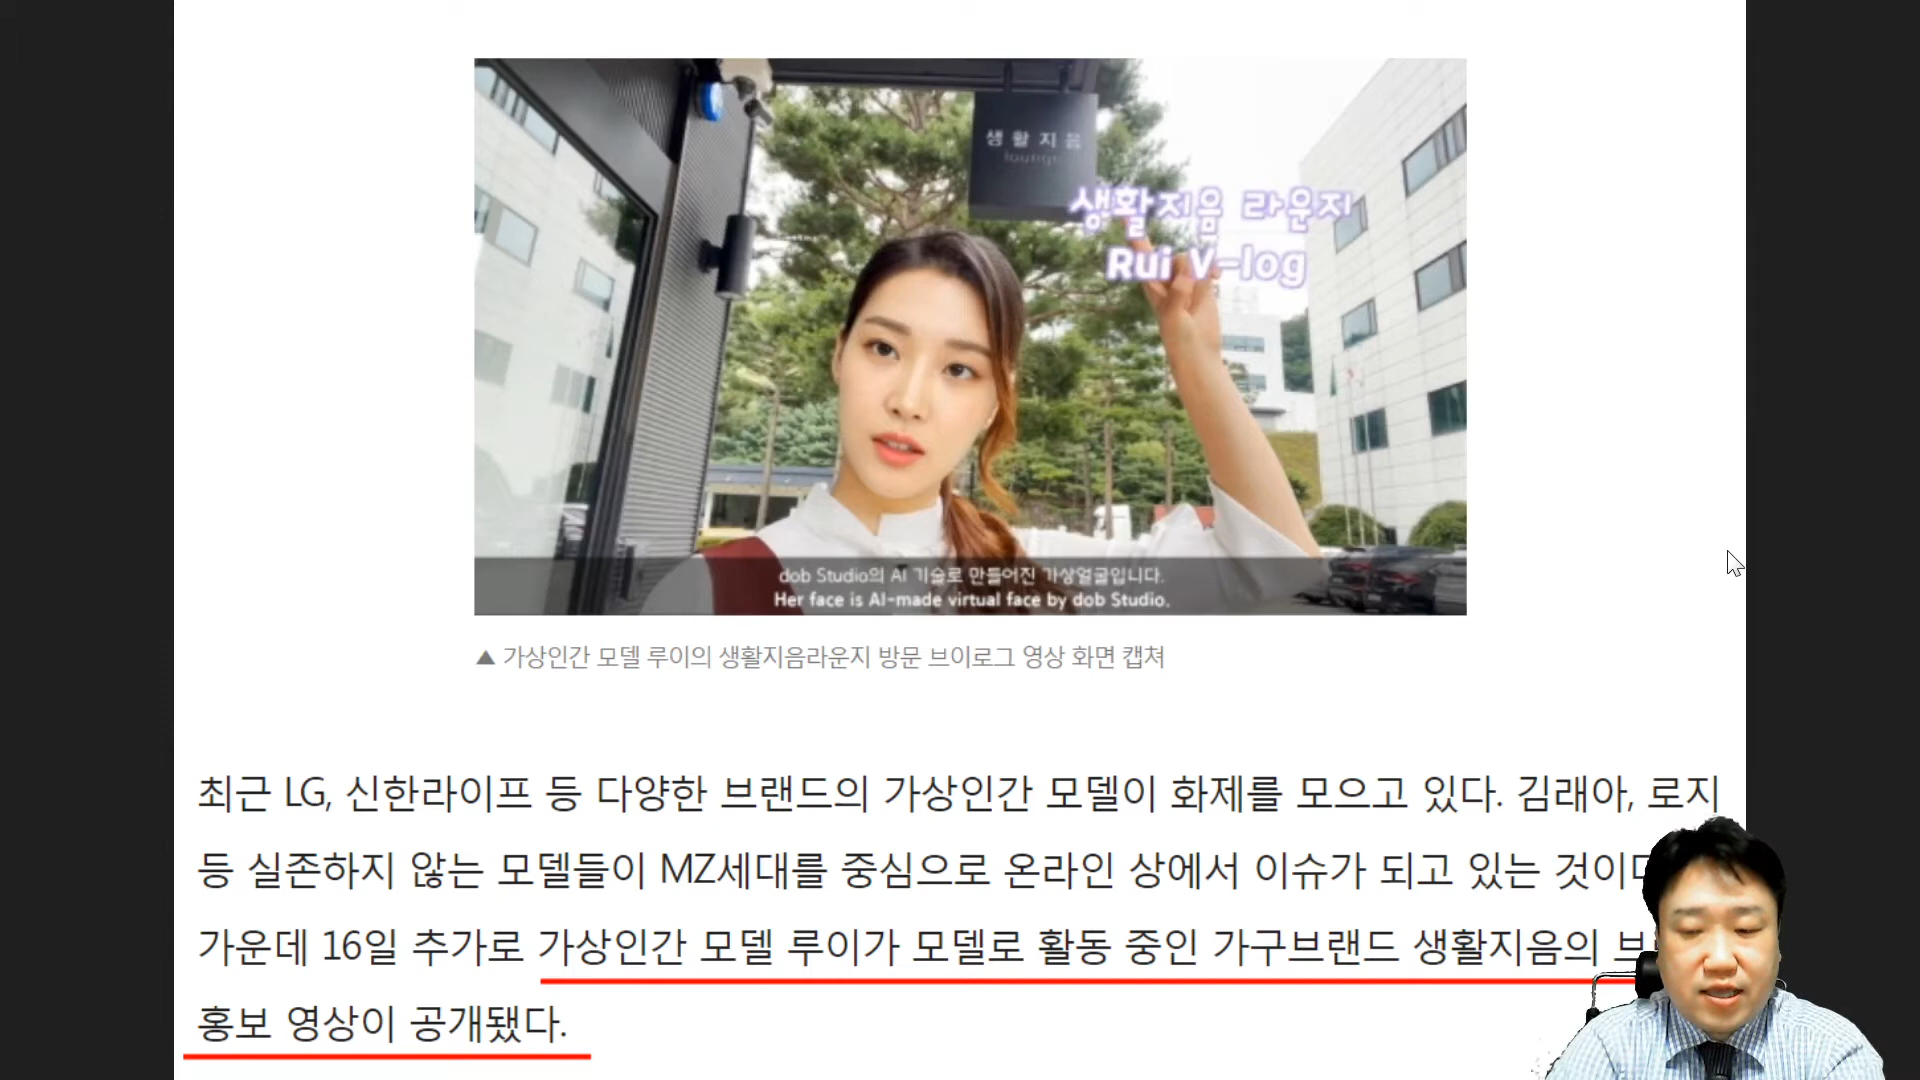 생활지음
lounge
생활지음 라운지
Rui V-log
dob Studio의 AI 기술로 만들어진 가상얼굴입니다.
Her face is AI-made virtual face by dob Studio.
▲ 가상인간 모델 루이의 생활지음라운지 방문 브이로그 영상 화면 캡쳐
최근 LG, 신한라이프 등 다양한 브랜드의 가상인간 모델이 화제를 모으고 있다. 김래아, 로지
등 실존하지 않는 모델들이 MZ세대를 중심으로 온라인 상에서 이슈가 되고 있는
가운데 16일 추가로 가상인간 모델 루이가 모델로 활동 중인 가구브랜드 생활지음의
홍보 영상이 공개됐다.